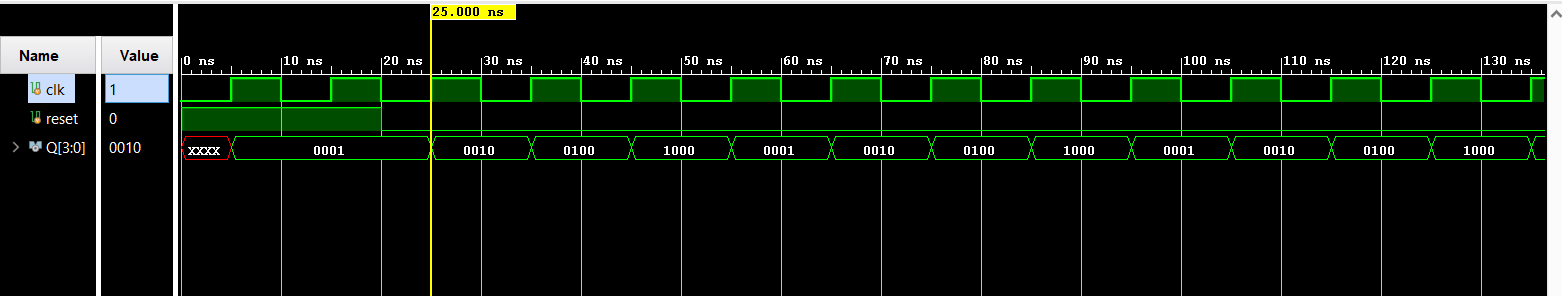 25.000 ns
Name Value
0 ns 10 ns 20 ns 30 ns 40 ns 50 ns 60 ns 70 ns 80 ns 90 ns 100 ns 110 ns 120 ns 130 ns
clk 1
reset 0
Q[3:0] 0010 XXXX 0001 0010 0100 1000 0001 0010 0100 1000 0001 0010 0100 1000